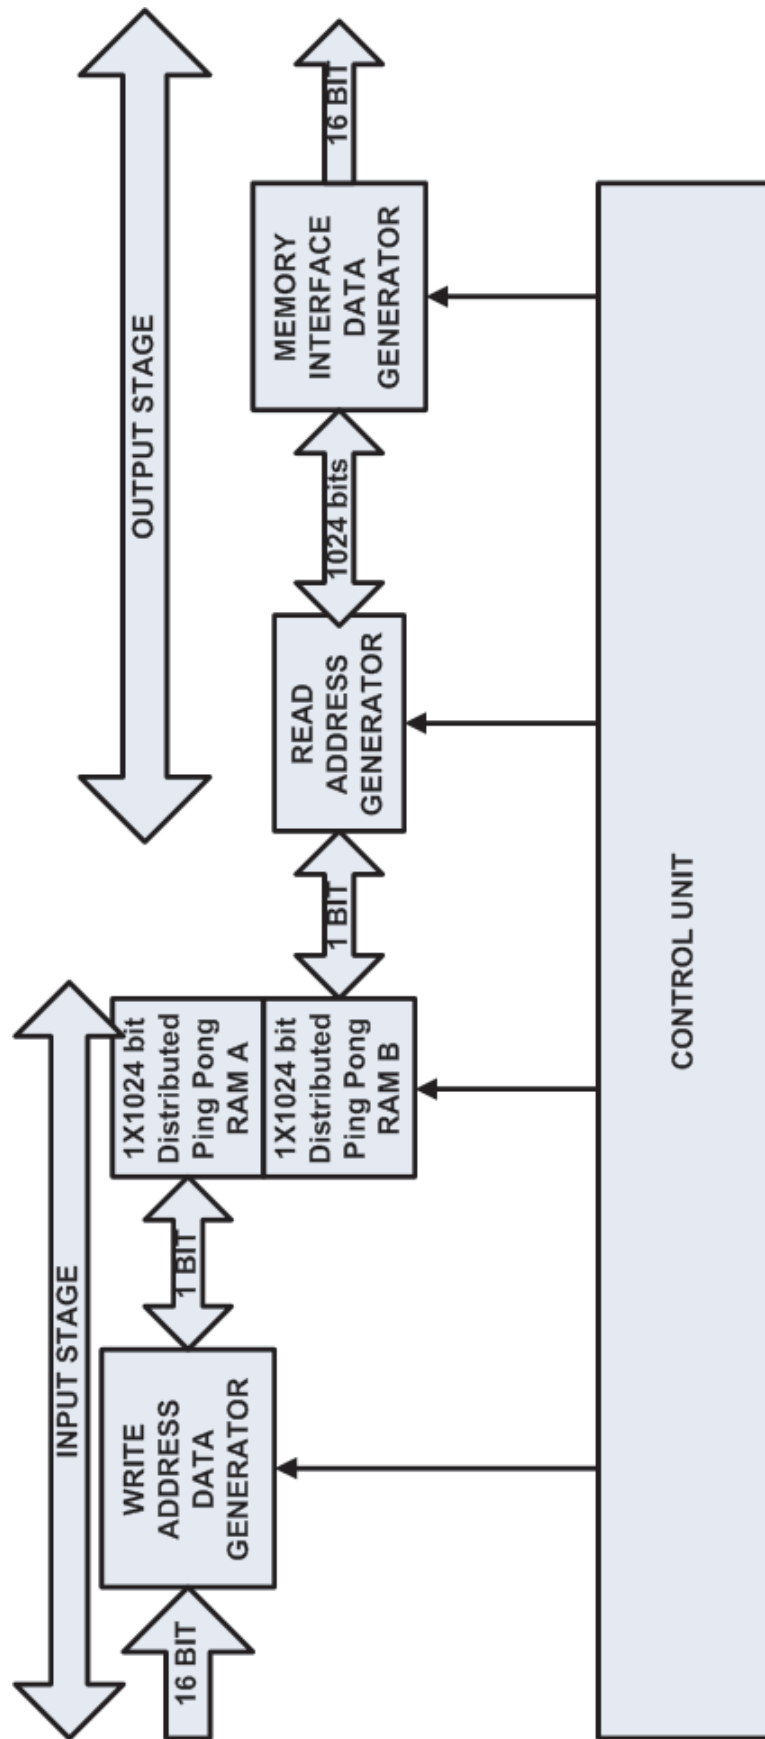 INPUT STAGE
OUTPUT STAGE
16 BIT
WRITE
ADDRESS
DATA
GENERATOR
1 BIT
1X1024 bit
Distributed
Ping Pong
RAM A
1X1024 bit
Distributed
Ping Pong
RAM B
1 BIT
READ
ADDRESS
GENERATOR
1024 bits
MEMORY
INTERFACE
DATA
GENERATOR
16 BIT
CONTROL UNIT